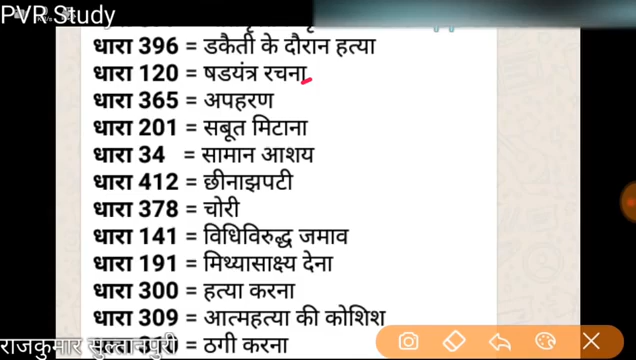 PVR Study
धारा 396 = डकैती के दौरान हत्या
धारा 120 = षडयंत्र रचना
धारा 365 = अपहरण
धारा 201 = सबूत मिटाना
धारा 34 = सामान आशय
धारा 412 = छीनाझपटी
धारा 378 = चोरी
धारा 141 = विधिविरुद्ध जमाव
धारा 191 = मिथ्यासाक्ष्य देना
धारा 300 = हत्या करना
धारा 309 = आत्महत्या की कोशिश
= ठगी करना
राजकुमार सुल्तानपुरी